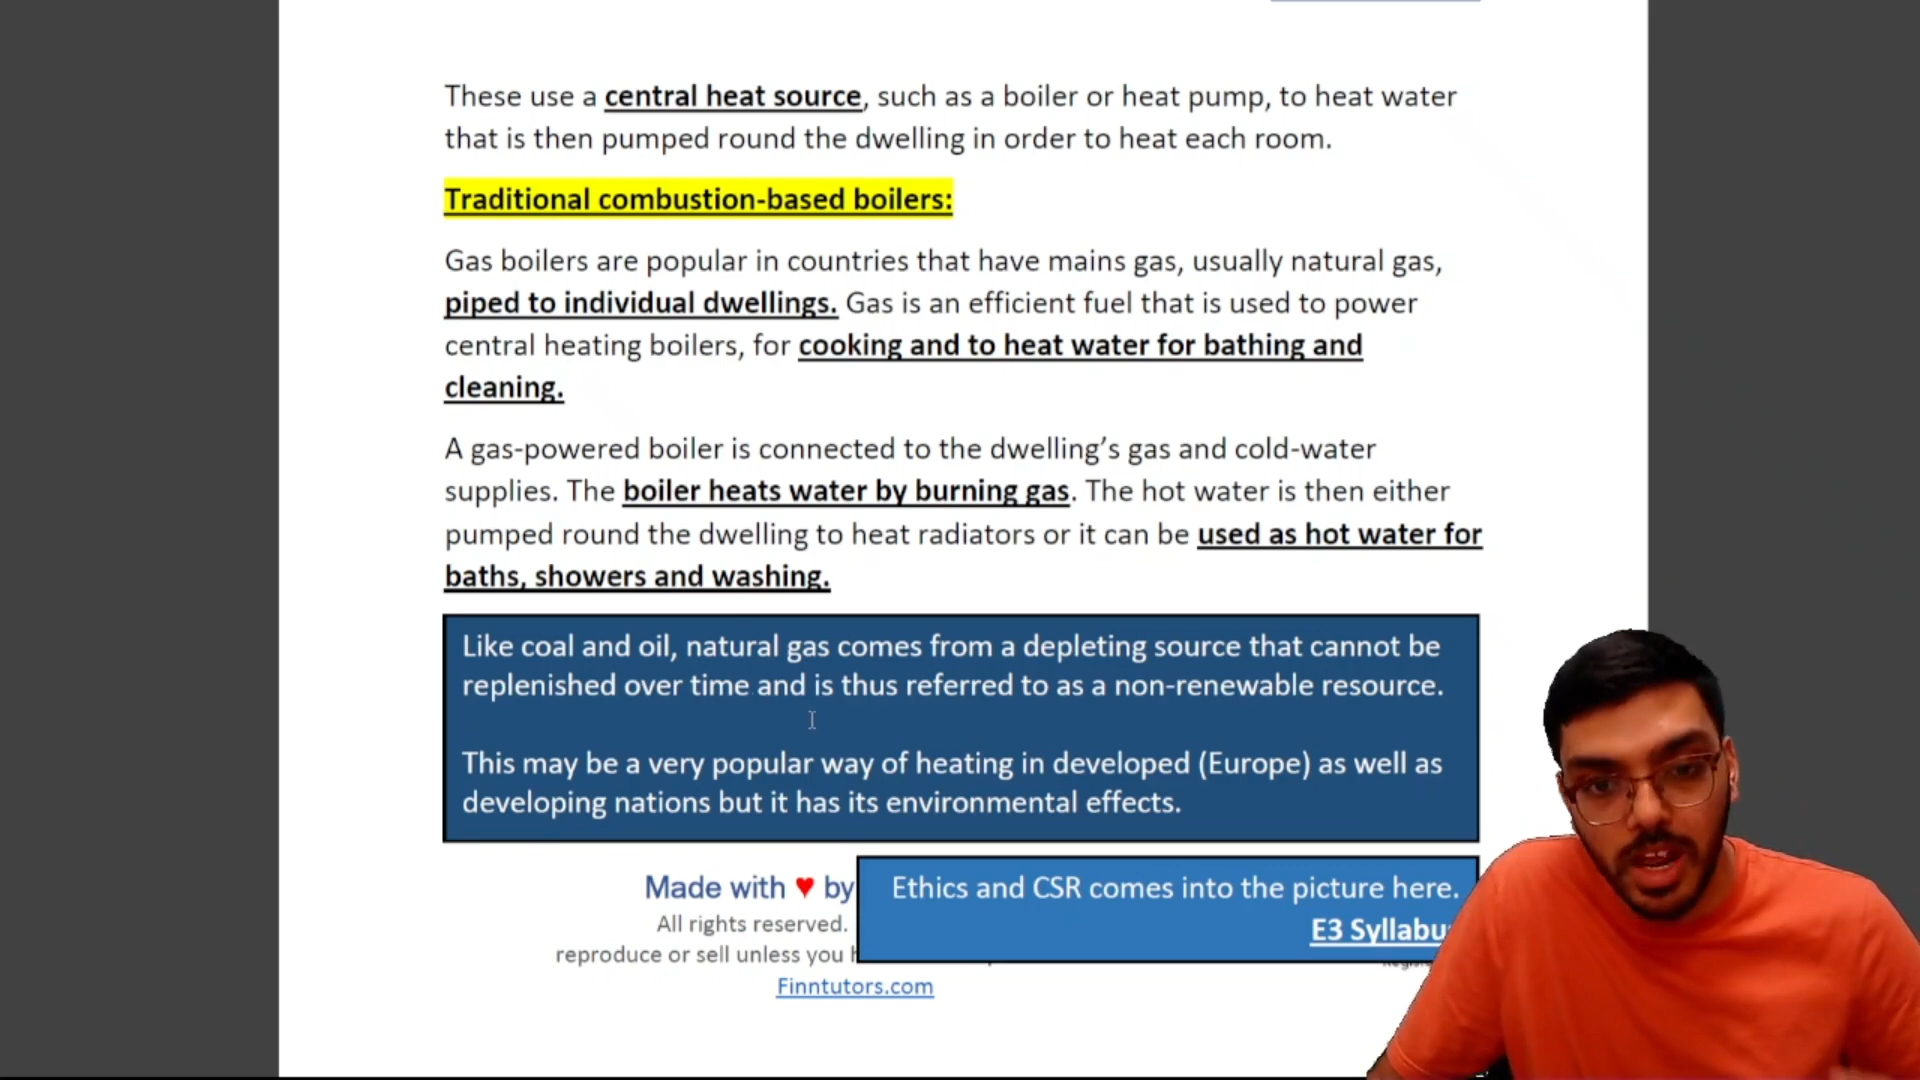 These use a central heat source, such as a boiler or heat pump, to heat water
that is then pumped round the dwelling in order to heat each room.
Traditional combustion-based boilers:
Gas boilers are popular in countries that have mains gas, usually natural gas,
piped to individual dwellings. Gas is an efficient fuel that is used to power
central heating boilers, for cooking and to heat water for bathing and
cleaning.
A gas-powered boiler is connected to the dwelling’s gas and cold-water
supplies. The boiler heats water by burning gas. The hot water is then either
pumped round the dwelling to heat radiators or it can be used as hot water for
baths, showers and washing.
Like coal and oil, natural gas comes from a depleting source that cannot be
replenished over time and is thus referred to as a non-renewable resource.
This may be a very popular way of heating in developed (Europe) as well as
developing nations but it has its environmental effects.
Made with ♥ by
Ethics and CSR comes into the picture here.
E3 Syllabu
All rights reserved.
reproduce or sell unless you
Finntutors.com